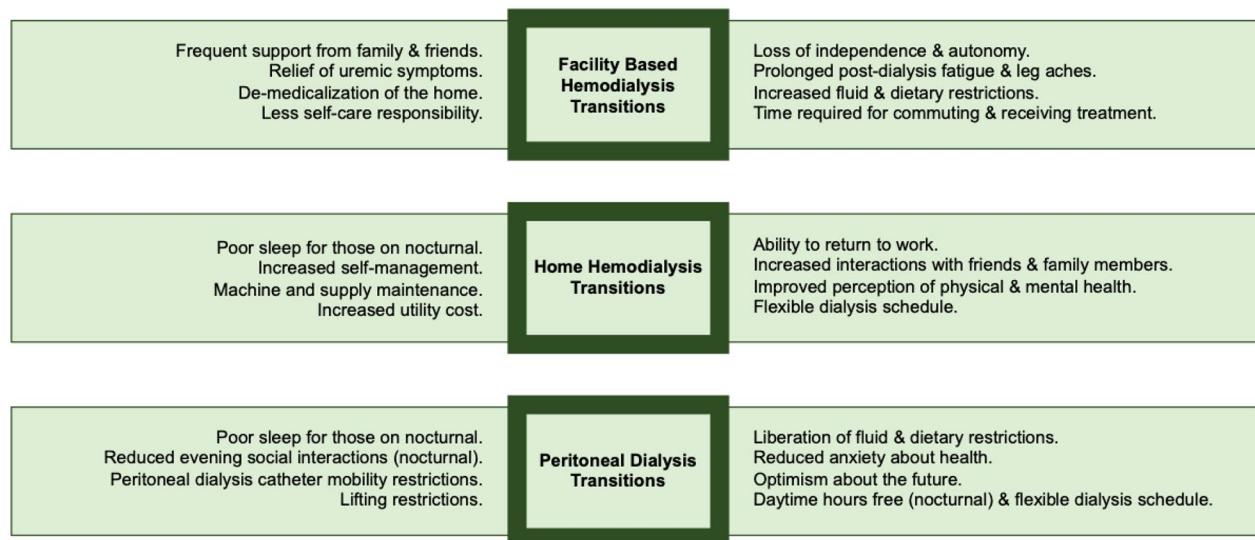 Frequent support from family & friends.
Relief of uremic symptoms.
De-medicalization of the home.
Less self-care responsibility.
Facility Based
Hemodialysis
Transitions
Loss of independence & autonomy.
Prolonged post-dialysis fatigue & leg aches.
Increased fluid & dietary restrictions.
Time required for commuting & receiving treatment.
Poor sleep for those on nocturnal.
Increased self-management.
Machine and supply maintenance.
Increased utility cost.
Home Hemodialysis
Transitions
Ability to return to work.
Increased interactions with friends & family members.
Improved perception of physical & mental health.
Flexible dialysis schedule.
Poor sleep for those on nocturnal.
Reduced evening social interactions (nocturnal).
Peritoneal dialysis catheter mobility restrictions.
Lifting restrictions.
Peritoneal Dialysis
Transitions
Liberation of fluid & dietary restrictions.
Reduced anxiety about health.
Optimism about the future.
Daytime hours free (nocturnal) & flexible dialysis schedule.